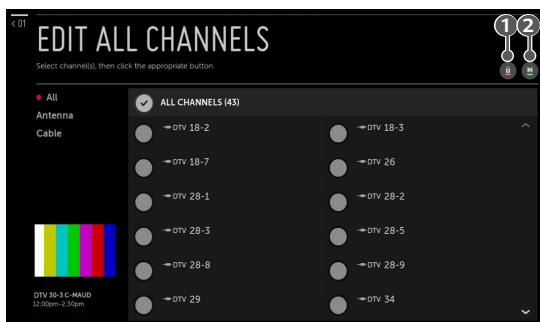 < 01
EDIT ALL CHANNELS
Select channel(s), then click the appropriate button.
1 2
All
Antenna
Cable
ALL CHANNELS (43)
DTV 18-2 DTV 18-3
DTV 18-7 DTV 26
DTV 28-1 DTV 28-2
DTV 28-3 DTV 28-5
DTV 28-8 DTV 28-9
DTV 29 DTV 34
DTV 30-3 C-MAUD
12:00pm-2:30pm